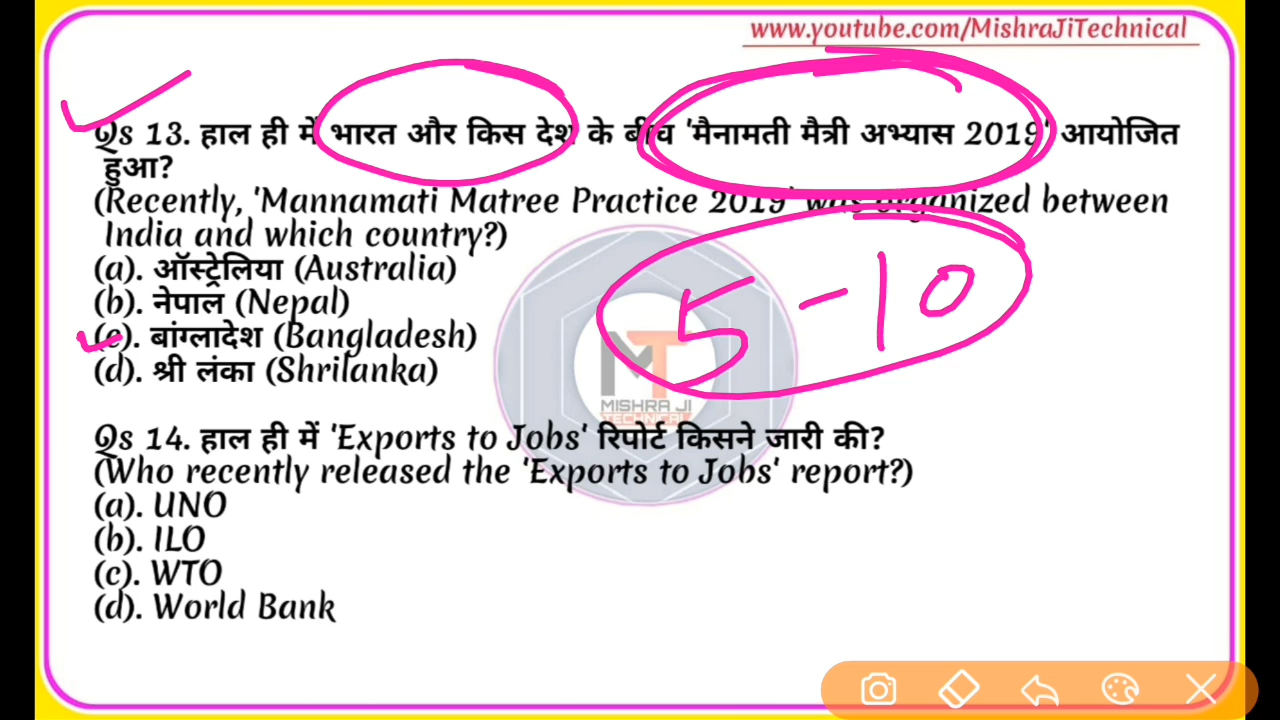 www.youtube.com/MishraJiTechnical
Qs 13. हाल ही में भारत और किस देश के बीच 'मैनामती मैत्री अभ्यास 2019' आयोजित
हुआ?
(Recently, 'Mannamati Matree Practice 2019' was organized between
India and which country?)
(a). ऑस्ट्रेलिया (Australia)
(b). नेपाल (Nepal)
(c). बांग्लादेश (Bangladesh)
(d). श्री लंका (Shrilanka)
5-10
MT
MISHRA JI
TECHNICAL
Qs 14. हाल ही में 'Exports to Jobs' रिपोर्ट किसने जारी की?
(Who recently released the 'Exports to Jobs' report?)
(a). UNO
(b). ILO
(c). WTO
(d). World Bank